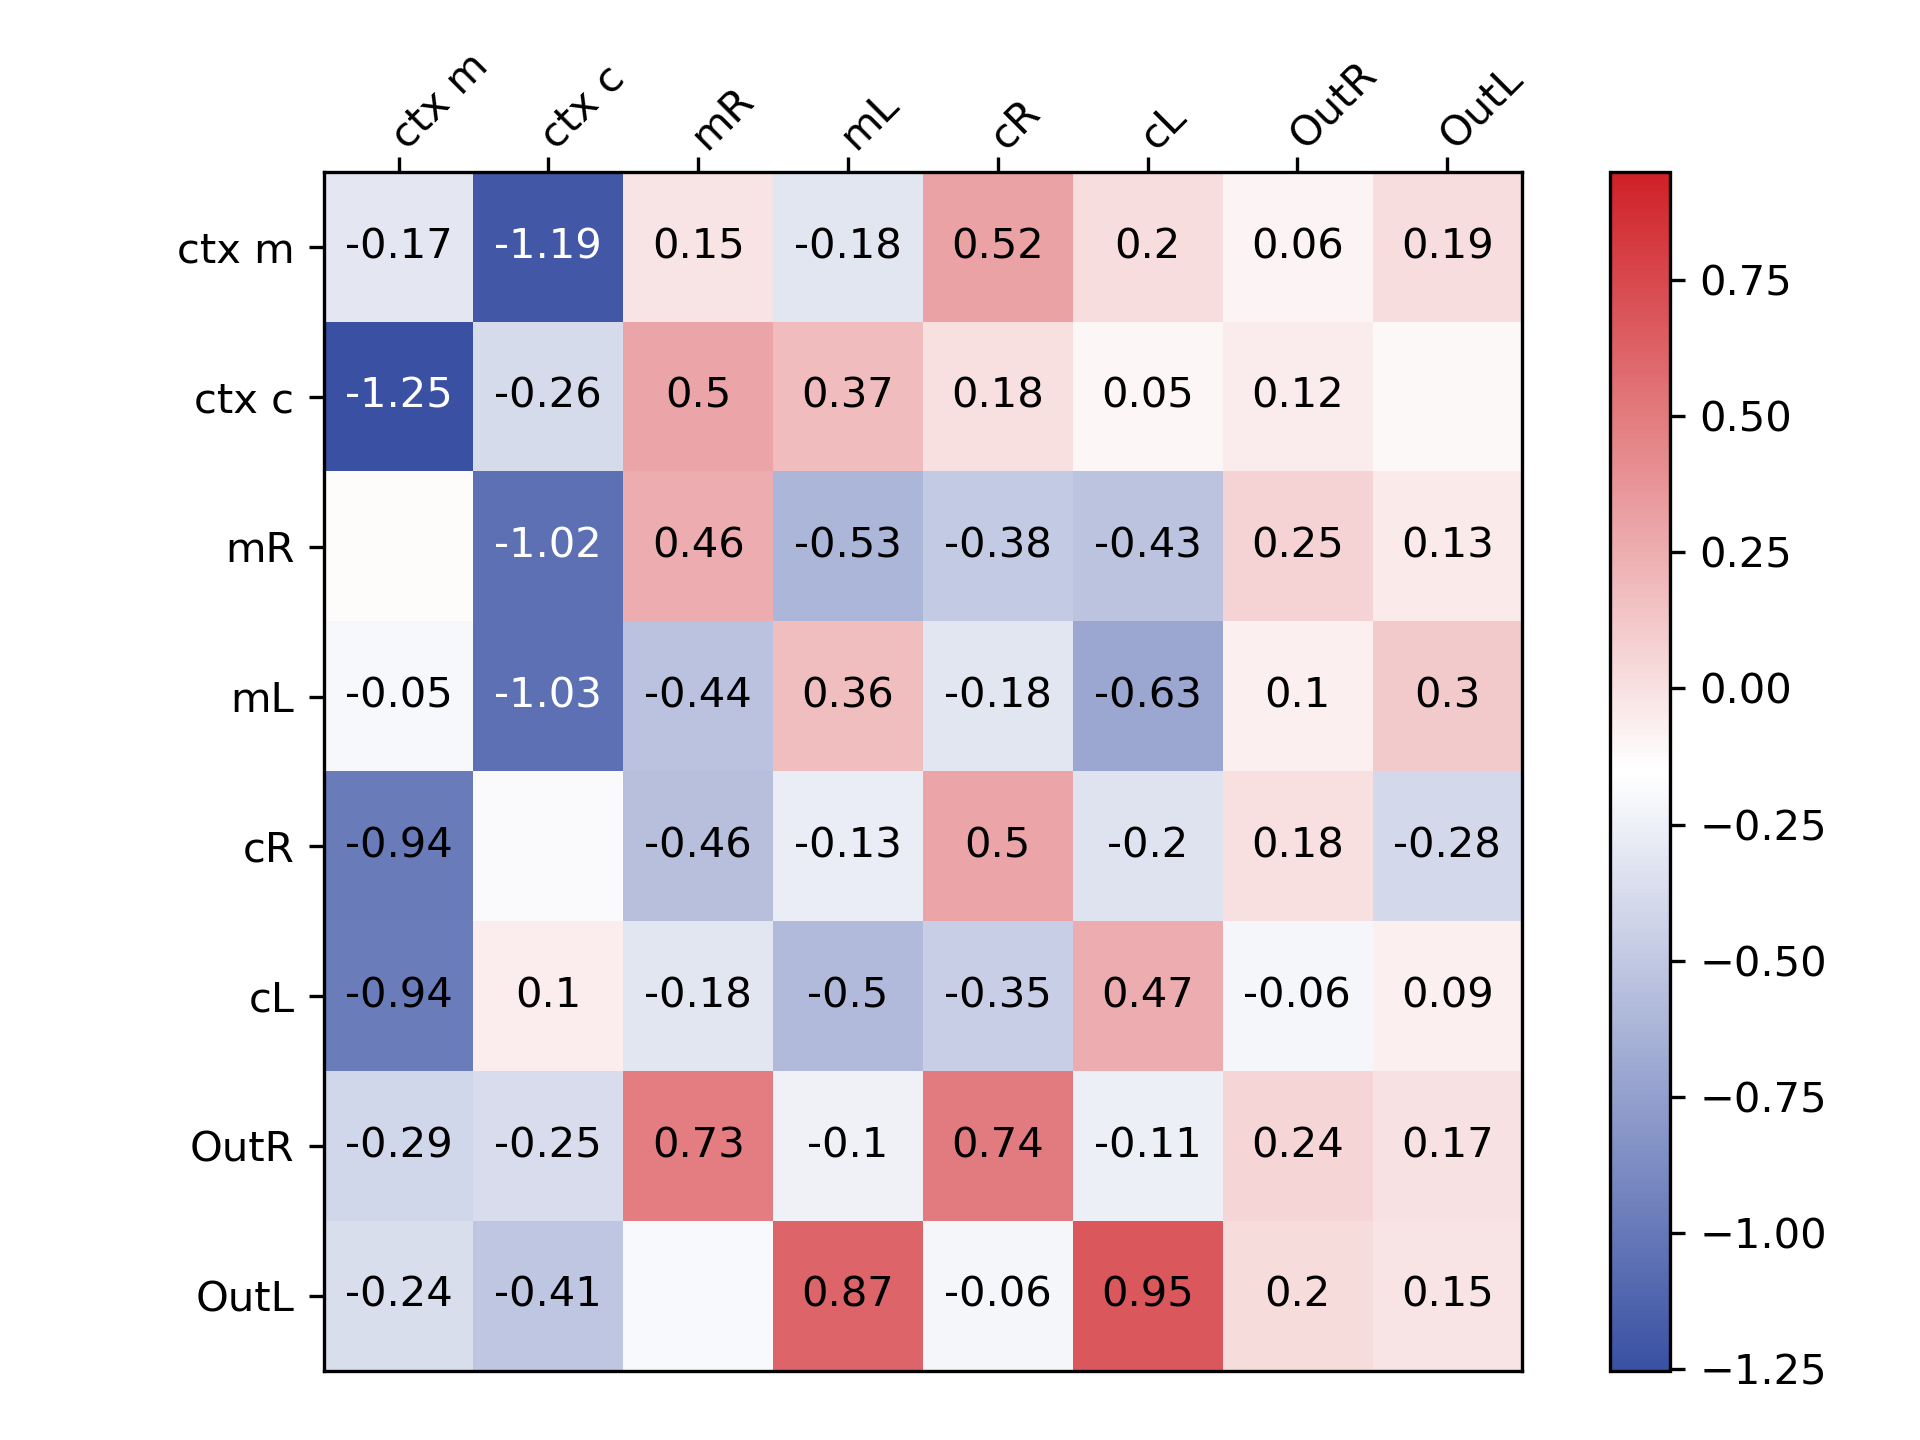 ctx m ctx c mR mL cR cL OutR OutL
ctx m -0.17 -1.19 0.15 -0.18 0.52 0.2 0.06 0.19
ctx c -1.25 -0.26 0.5 0.37 0.18 0.05 0.12
mR -1.02 0.46 -0.53 -0.38 -0.43 0.25 0.13
mL -0.05 -1.03 -0.44 0.36 -0.18 -0.63 0.1 0.3
cR -0.94 -0.46 -0.13 0.5 -0.2 0.18 -0.28
cL -0.94 0.1 -0.18 -0.5 -0.35 0.47 -0.06 0.09
OutR -0.29 -0.25 0.73 -0.1 0.74 -0.11 0.24 0.17
OutL -0.24 -0.41 0.87 -0.06 0.95 0.2 0.15
0.75
0.50
0.25
0.00
−0.25
−0.50
−0.75
−1.00
−1.25